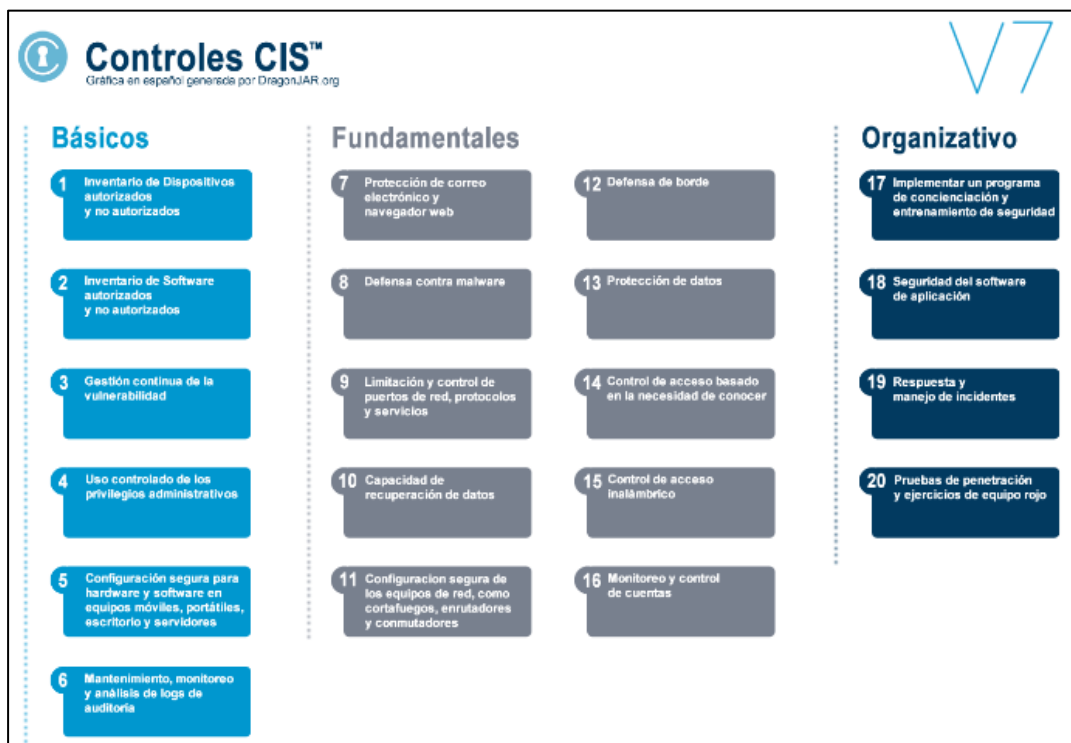 Controles CIS™
Gráfica en español generada por DragonJAR.org
V7
Básicos
1 Inventario de Dispositivos
autorizados
y no autorizados
2 Inventario de Software
autorizados
y no autorizados
3 Gestión continua de la
vulnerabilidad
4 Uso controlado de los
privilegios administrativos
5 Configuración segura para
hardware y software en
equipos móviles, portátiles,
escritorio y servidores
6 Mantenimiento, monitoreo
y análisis de logs de
auditoría
Fundamentales
7 Protección de correo
electrónico y
navegador web
8 Defensa contra malware
9 Limitación y control de
puertos de red, protocolos
y servicios
10 Capacidad de
recuperación de datos
11 Configuracion segura de
los equipos de red, como
cortafuegos, enrutadores
y conmutadores
12 Defensa de borde
13 Protección de datos
14 Control de acceso basado
en la necesidad de conocer
15 Control de acceso
inalámbrico
16 Monitoreo y control
de cuentas
Organizativo
17 Implementar un programa
de concienciación y
entrenamiento de seguridad
18 Seguridad del software
de aplicación
19 Respuesta y
manejo de incidentes
20 Pruebas de penetración
y ejercicios de equipo rojo